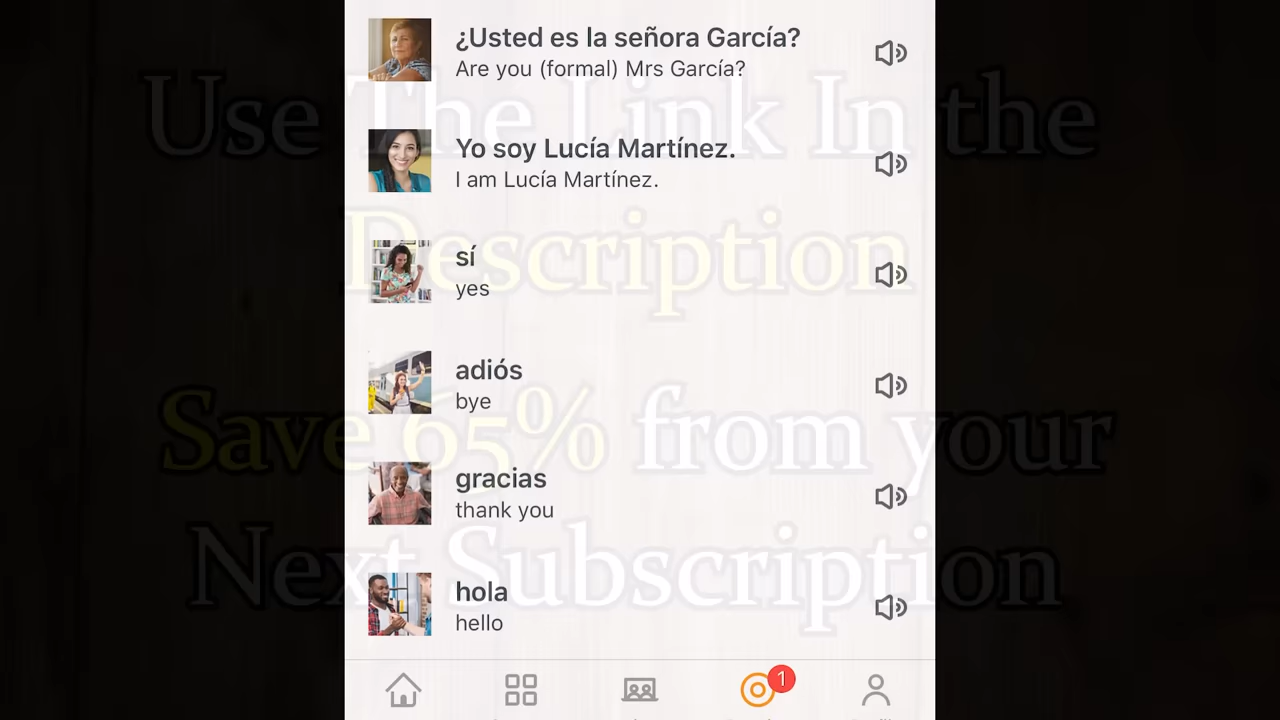 ¿Usted es la señora García?
Are you (formal) Mrs García?
Yo soy Lucía Martínez.
I am Lucía Martínez.
sí
yes
adiós
bye
gracias
thank you
hola
hello
1
Use The Link In the
Description
Save 65% from your
Next Subscription